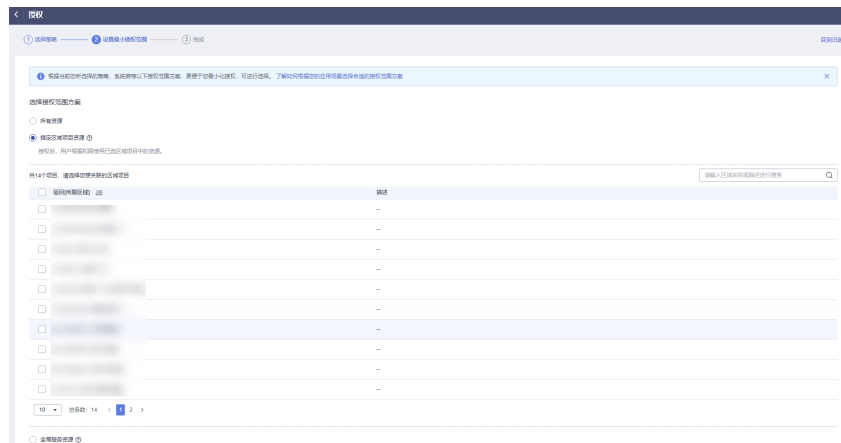 < 授权
1 选择策略 2 设置最小授权范围 3 完成
根据当前您所选择的策略，系统推荐以下授权范围方案，更便于您最小化授权，可进行选择。了解如何根据您的应用场景选择合适的授权范围方案 ×
选择授权范围方案
所有资源
指定区域项目资源
授权后，用户根据权限使用已选区域项目中的资源。
共14个项目，请选择您想关联的区域项目
请输入区域名称或描述进行搜索
项目[所属区域] 描述
--
--
--
--
--
--
--
--
--
--
10 总条数: 14 < 1 2 >
全局服务资源